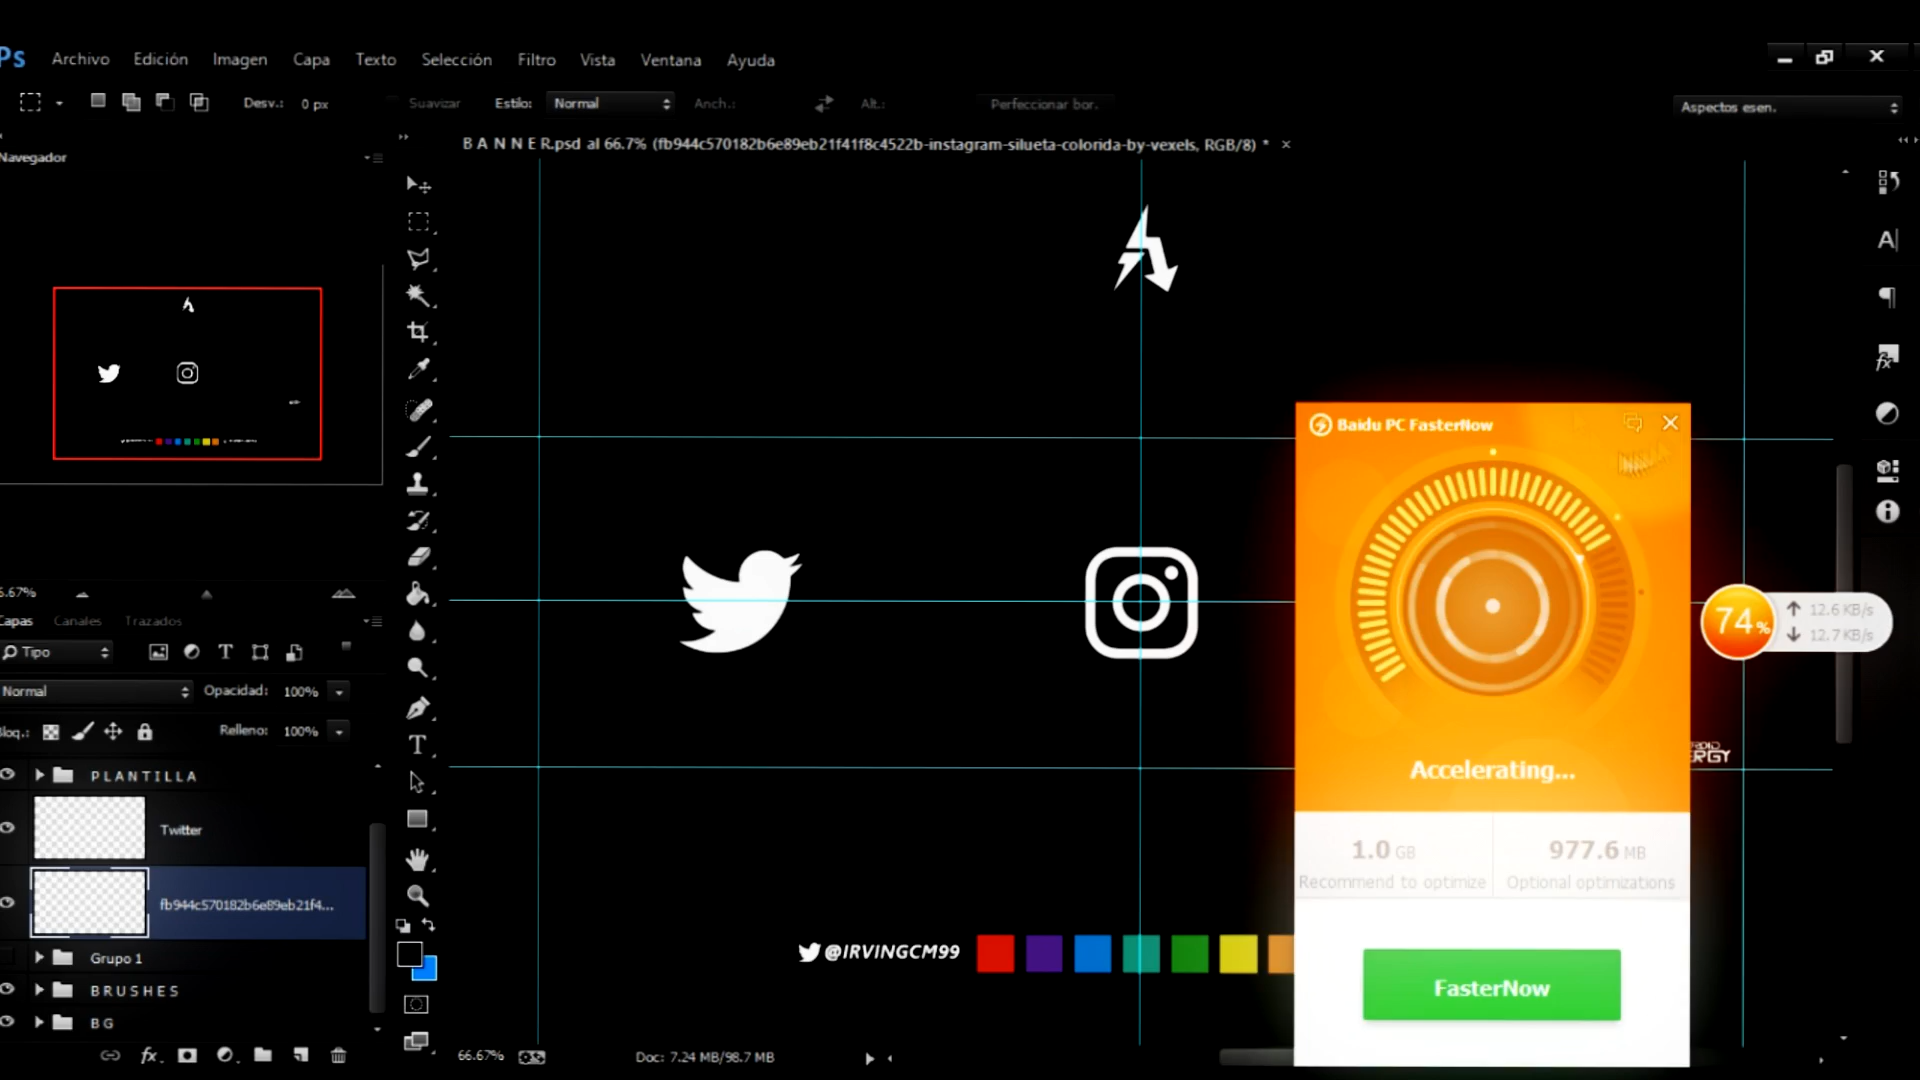 Ps Archivo Edición Imagen Capa Texto Selección Filtro Vista Ventana Ayuda
Desv.: 0 px Suavizar Estilo: Normal Anch.: Alt.: Perfeccionar bor. Aspectos esen.
B A N N E R.psd al 66.7% (fb944c570182b6e89eb21f41f8c4522b-instagram-silueta-colorida-by-vexels, RGB/8) * ×
Navegador
6.67%
Capas Canales Trazados
Tipo
Normal Opacidad: 100%
Bloq.: Relleno: 100%
P L A N T I L L A
Twitter
fb944c570182b6e89eb21f4...
Grupo 1
B R U S H E S
B G
@IRVINGCM99
66.67% Doc: 7.24 MB/98.7 MB
Baidu PC FasterNow
Accelerating...
1.0 GB 977.6 MB
Recommend to optimize Optional optimizations
FasterNow
74%
12.6 KB/s
12.7 KB/s